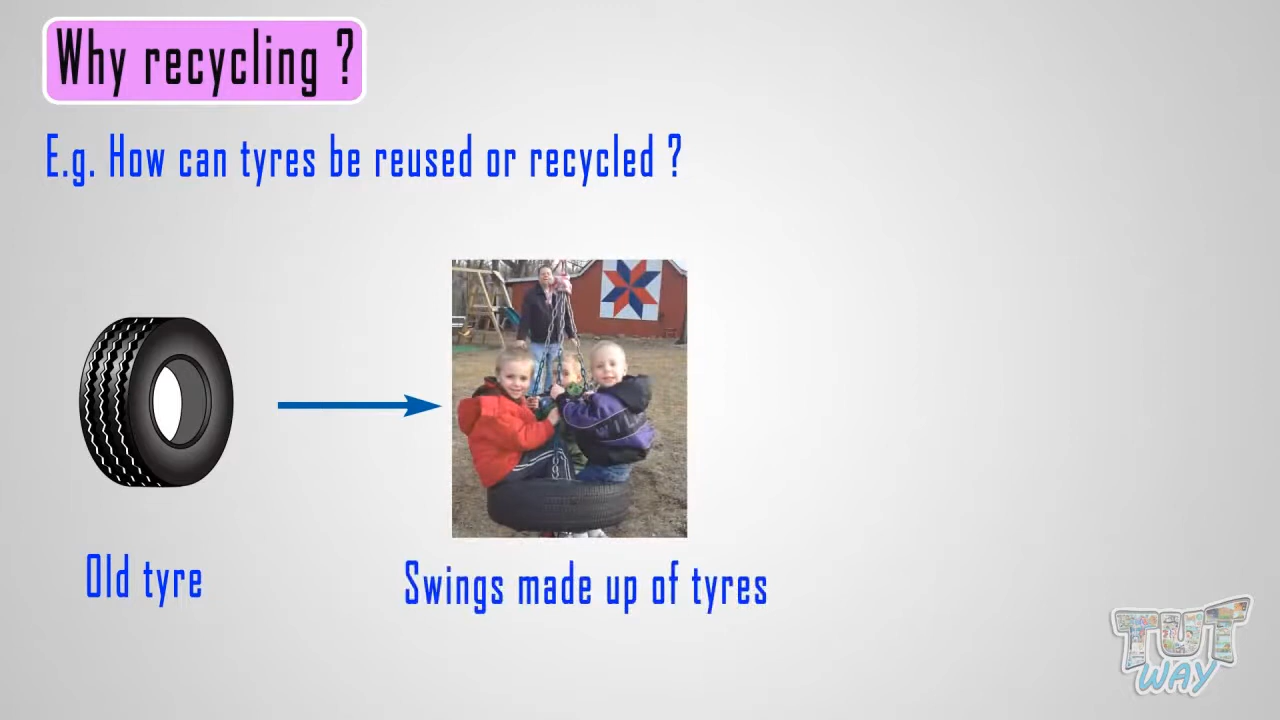 Why recycling ?
E.g. How can tyres be reused or recycled ?
Old tyre
Swings made up of tyres
TUT
WAY